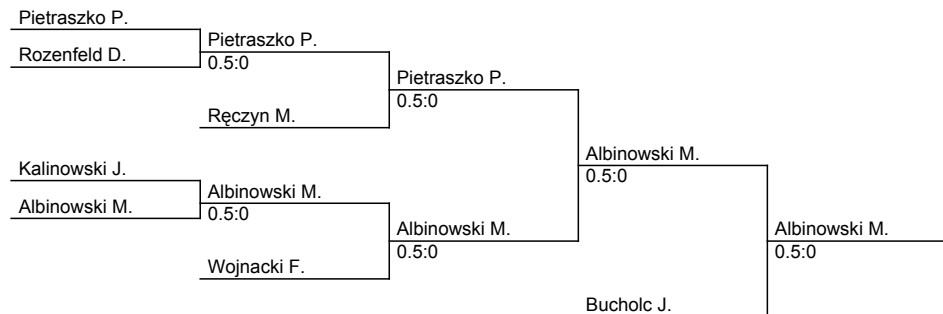 Pietraszko P.
Rozenfeld D.
Pietraszko P.
0.5:0
Ręczyn M.
Pietraszko P.
0.5:0
Kalinowski J.
Albinowski M.
Albinowski M.
0.5:0
Wojnacki F.
Albinowski M.
0.5:0
Albinowski M.
0.5:0
Bucholc J.
Albinowski M.
0.5:0